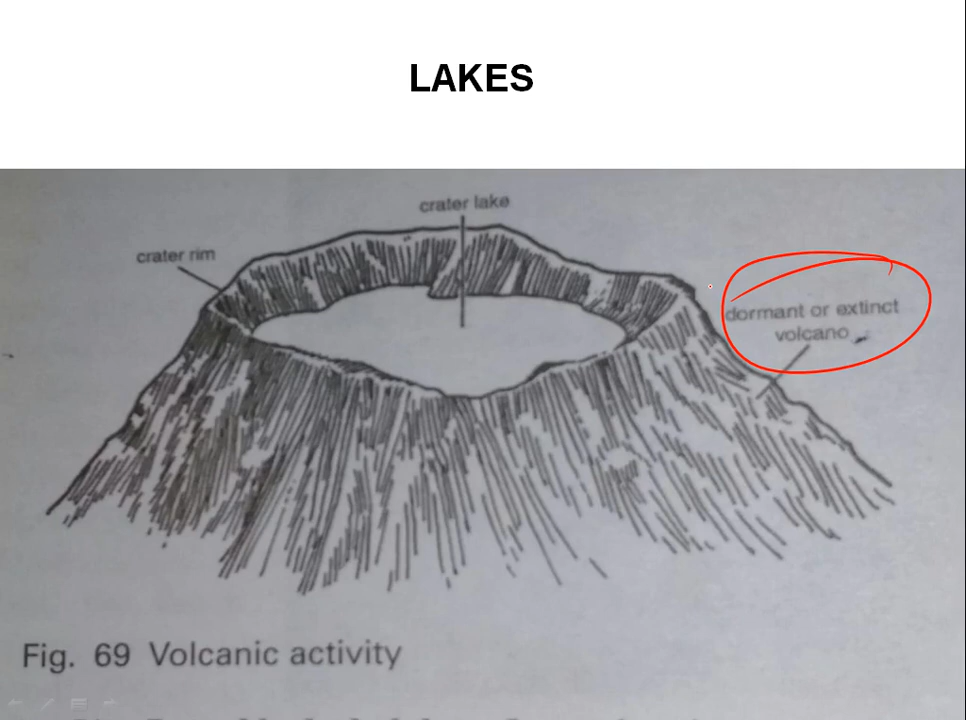 LAKES
crater lake
crater rim
dormant or extinct
volcano
Fig. 69 Volcanic activity